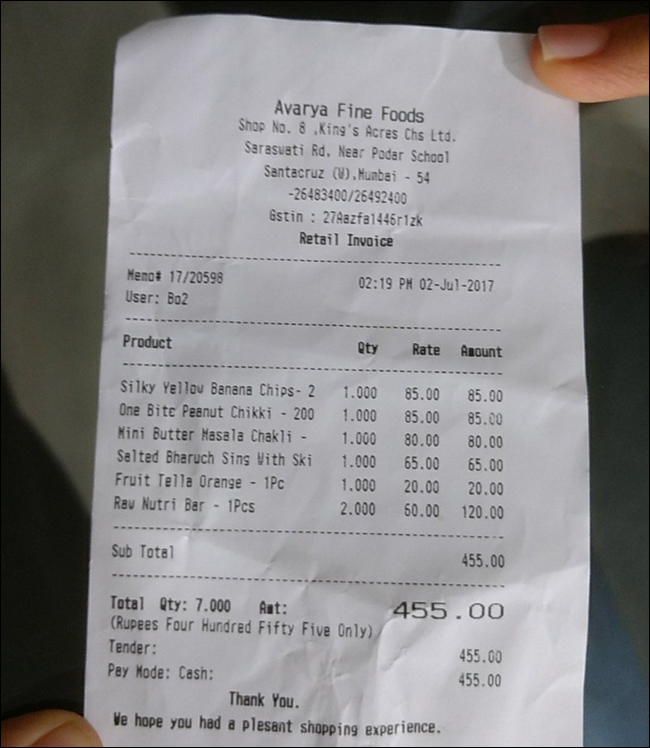 Avarya Fine Foods
Shop No. 8 ,King's Acres Chs Ltd.
Saraswati Rd, Near Podar School
Santacruz (W),Mumbai - 54
-26483400/26492400
Gstin : 27Aazfa1446r1zk
Retail Invoice
Memo# 17/20598 02:19 PM 02-Jul-2017
User: Bo2
Product Qty Rate Amount
Silky Yellow Banana Chips- 2 1.000 85.00 85.00
One Bite Peanut Chikki - 200 1.000 85.00 85.00
Mini Butter Masala Chakli - 1.000 80.00 80.00
Salted Bharuch Sing With Ski 1.000 65.00 65.00
Fruit Tella Orange - 1Pc 1.000 20.00 20.00
Raw Nutri Bar - 1Pcs 2.000 60.00 120.00
Sub Total 455.00
Total Qty: 7.000 Amt: 455.00
(Rupees Four Hundred Fifty Five Only)
Tender: 455.00
Pay Mode: Cash: 455.00
Thank You.
We hope you had a plesant shopping experience.